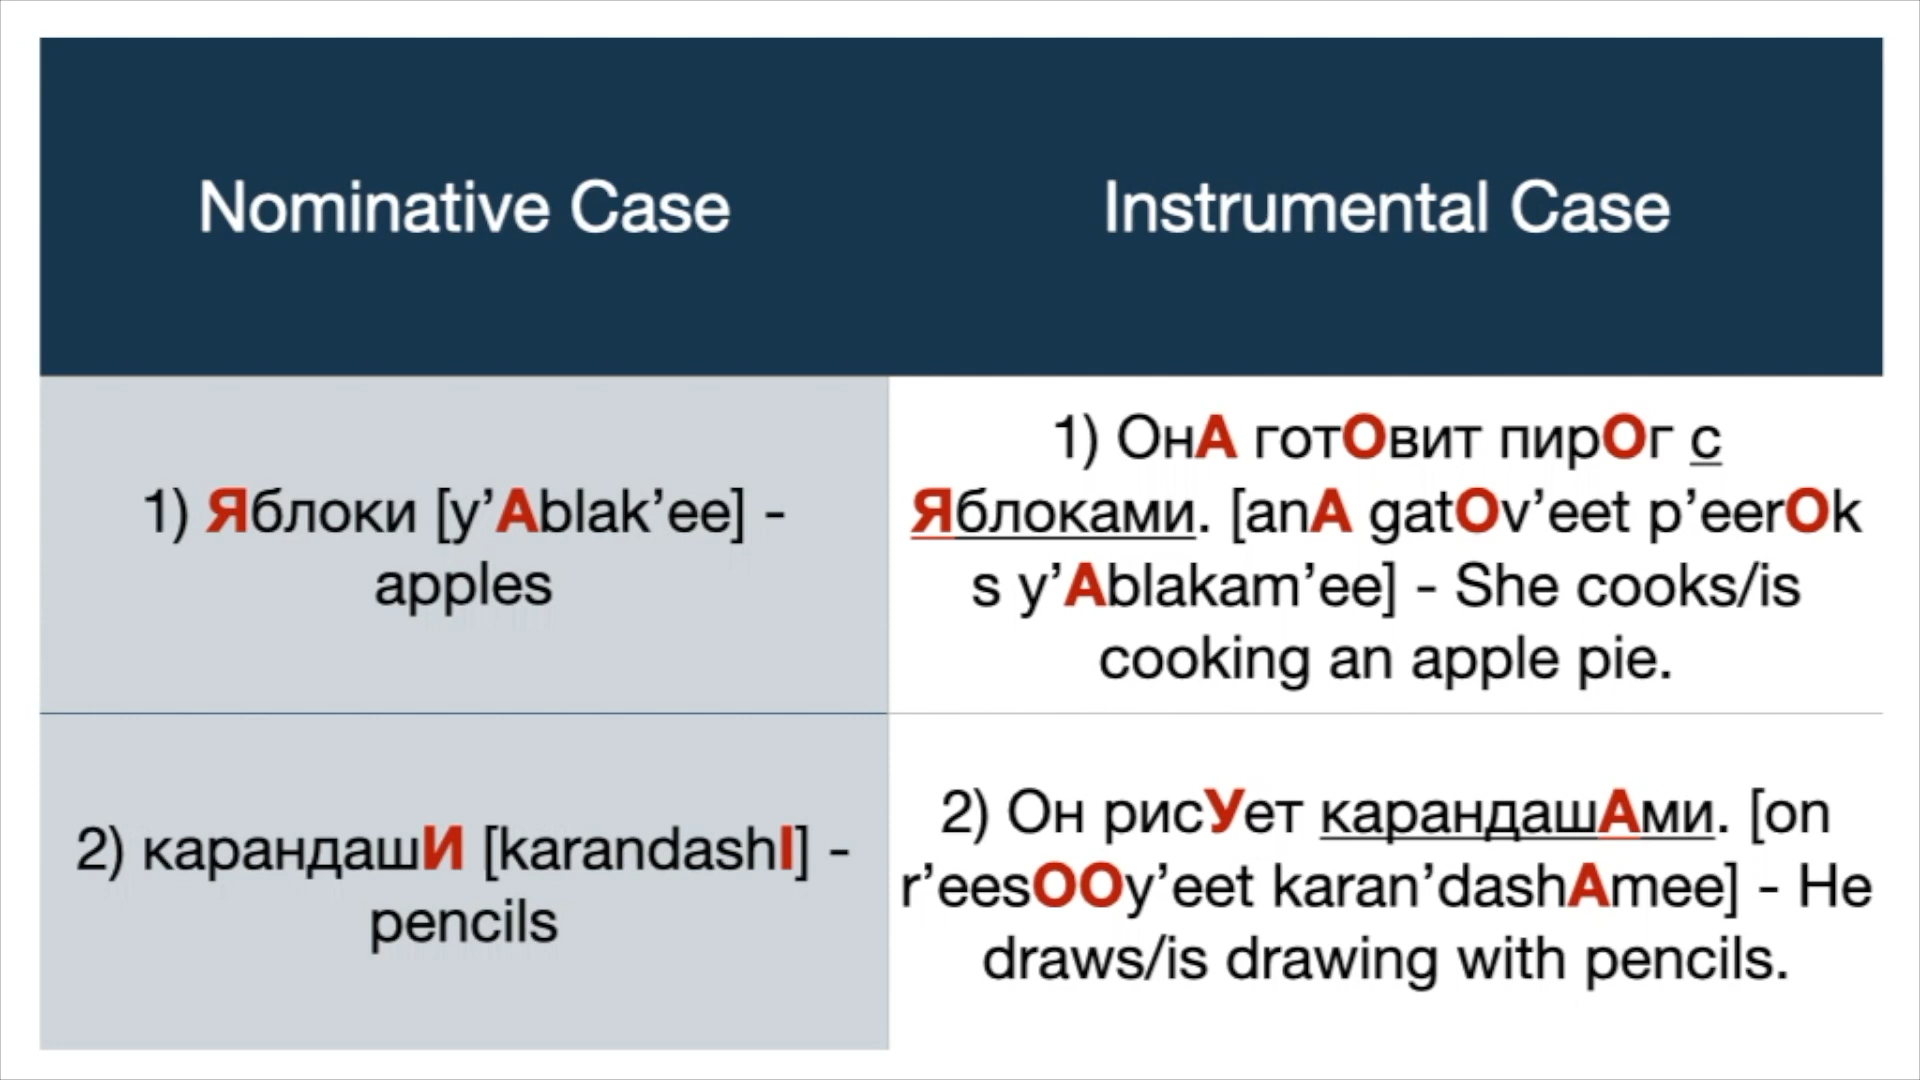 Nominative Case
Instrumental Case
1) Яблоки [y’Ablak’ee] -
apples
1) ОнА готОвит пирОг с
Яблоками. [anA gatOv’eet p’eerOk
s y’Ablakam’ee] - She cooks/is
cooking an apple pie.
2) карандашИ [karandashI] -
pencils
2) Он рисУет карандашАми. [on
r’eesOOy’eet karan’dashAmee] - He
draws/is drawing with pencils.